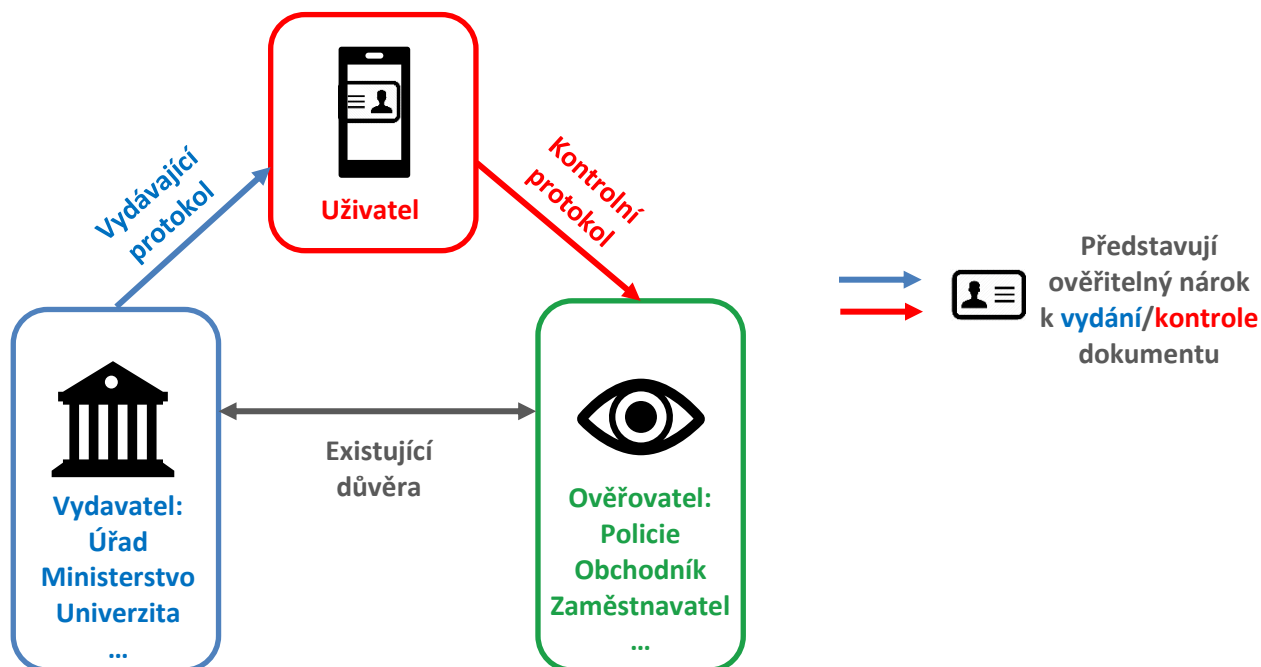 Uživatel
Vydávající
protokol
Kontrolní
protokol
Představují
ověřitelný nárok
k vydání/kontrole
dokumentu
Existující
důvěra
Vydavatel:
Úřad
Ministerstvo
Univerzita
...
Ověřovatel:
Policie
Obchodník
Zaměstnavatel
...